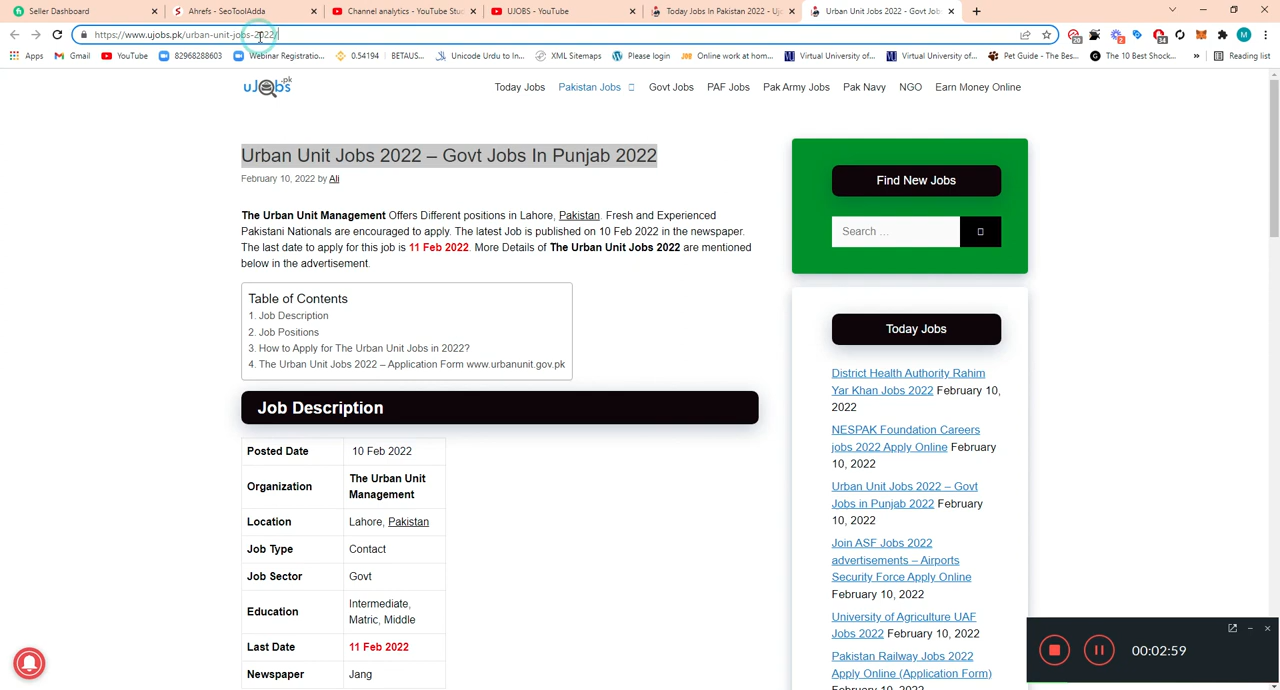 Seller Dashboard
Ahrefs - SeoToolAdda
Channel analytics - YouTube Stu
UJOBS - YouTube
Today Jobs In Pakistan 2022 - Uj
Urban Unit Jobs 2022 - Govt Job
https://www.ujobs.pk/urban-unit-jobs-2022/
Apps
Gmail
YouTube
82968288603
Webinar Registratio...
0.54194 | BETAUS...
Unicode Urdu to In...
XML Sitemaps
Please login
Online work at hom...
Virtual University of...
Virtual University of...
Pet Guide - The Bes...
The 10 Best Shock...
»
Reading list
uJobs.pk
Today Jobs
Pakistan Jobs
Govt Jobs
PAF Jobs
Pak Army Jobs
Pak Navy
NGO
Earn Money Online
Urban Unit Jobs 2022 – Govt Jobs In Punjab 2022
February 10, 2022 by Ali
The Urban Unit Management Offers Different positions in Lahore, Pakistan. Fresh and Experienced
Pakistani Nationals are encouraged to apply. The latest Job is published on 10 Feb 2022 in the newspaper.
The last date to apply for this job is 11 Feb 2022. More Details of The Urban Unit Jobs 2022 are mentioned
below in the advertisement.
Table of Contents
1. Job Description
2. Job Positions
3. How to Apply for The Urban Unit Jobs in 2022?
4. The Urban Unit Jobs 2022 – Application Form www.urbanunit.gov.pk
Job Description
Posted Date 10 Feb 2022
Organization The Urban Unit Management
Location Lahore, Pakistan
Job Type Contact
Job Sector Govt
Education Intermediate, Matric, Middle
Last Date 11 Feb 2022
Newspaper Jang
Find New Jobs
Search …
Today Jobs
District Health Authority Rahim
Yar Khan Jobs 2022 February 10,
2022
NESPAK Foundation Careers
jobs 2022 Apply Online February
10, 2022
Urban Unit Jobs 2022 – Govt
Jobs in Punjab 2022 February
10, 2022
Join ASF Jobs 2022
advertisements – Airports
Security Force Apply Online
February 10, 2022
University of Agriculture UAF
Jobs 2022 February 10, 2022
Pakistan Railway Jobs 2022
Apply Online (Application Form)
February 10, 2022
00:02:59